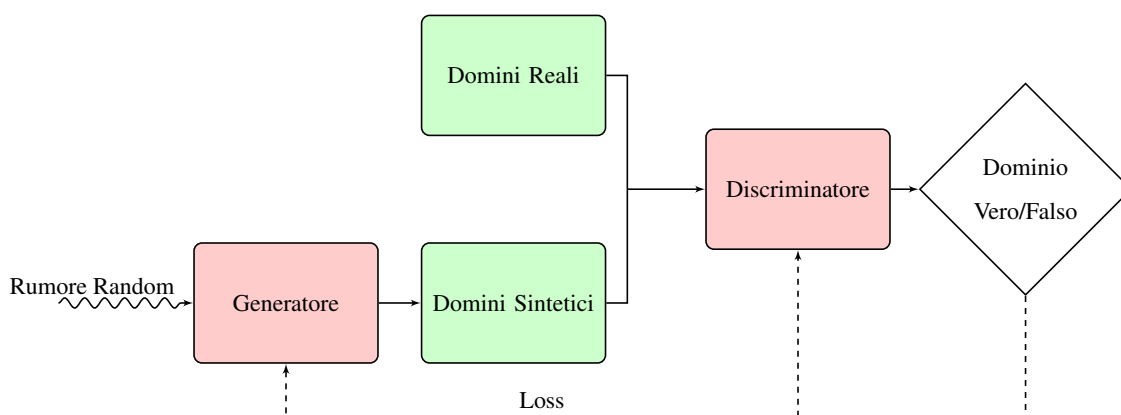 Domini Reali
Discriminatore
Dominio
Vero/Falso
Rumore Random
Generatore
Domini Sintetici
Loss